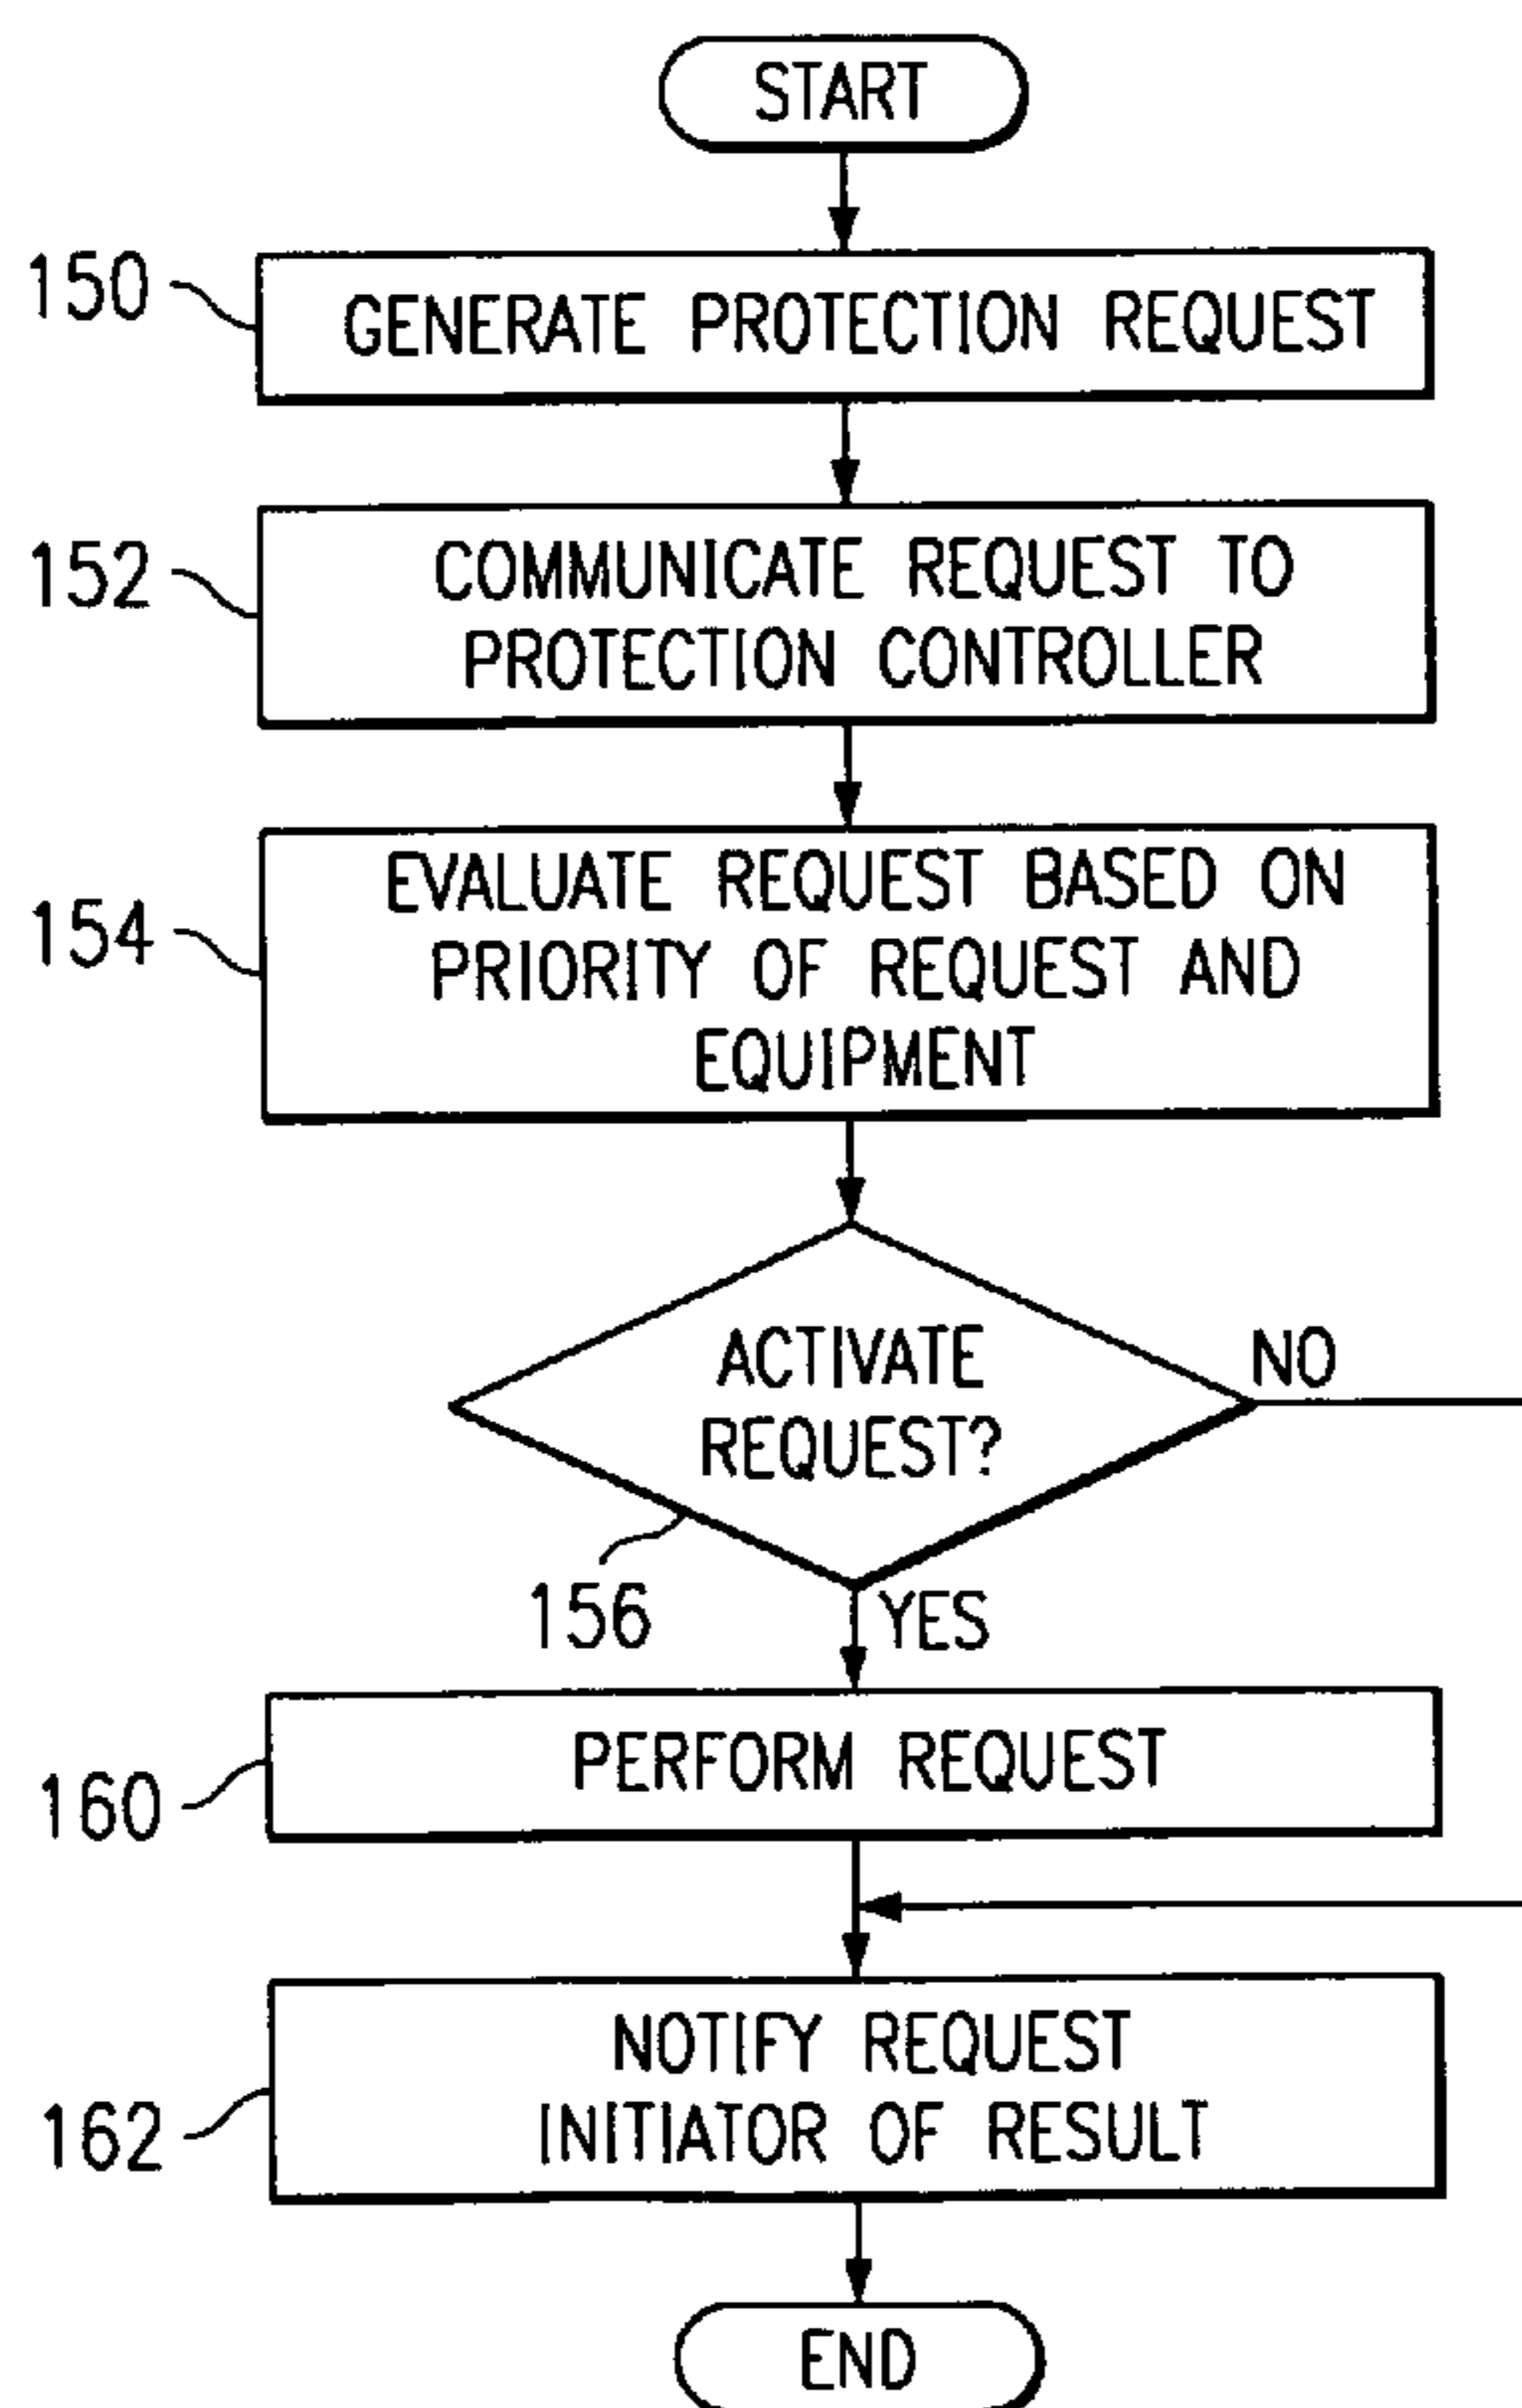 START
150
GENERATE PROTECTION REQUEST
152
COMMUNICATE REQUEST TO
PROTECTION CONTROLLER
154
EVALUATE REQUEST BASED ON
PRIORITY OF REQUEST AND
EQUIPMENT
ACTIVATE
REQUEST?
NO
156
YES
160
PERFORM REQUEST
162
NOTIFY REQUEST
INITIATOR OF RESULT
END